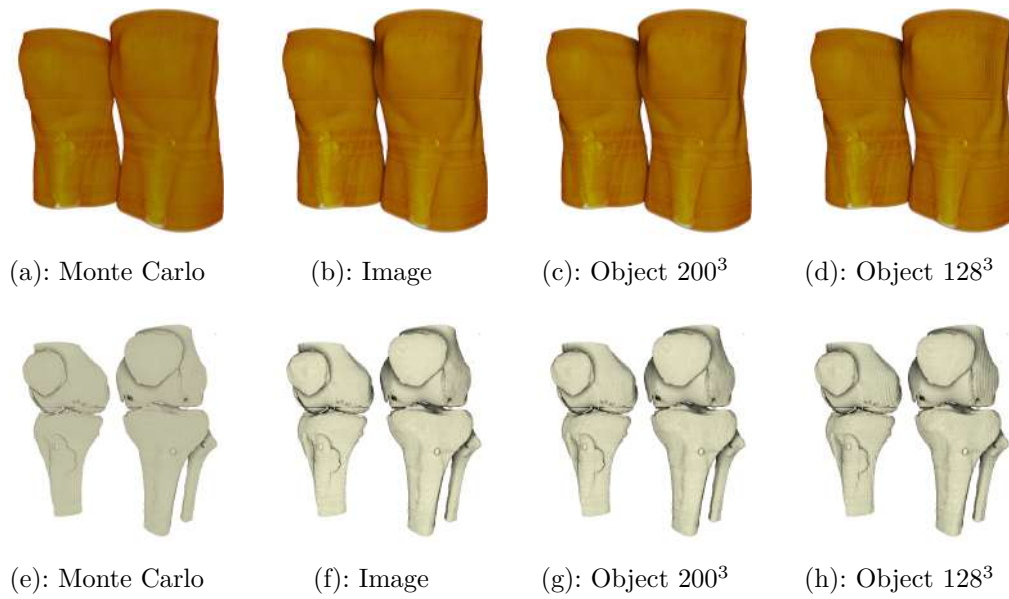 (a): Monte Carlo (b): Image (c): Object 200³ (d): Object 128³
(e): Monte Carlo (f): Image (g): Object 200³ (h): Object 128³